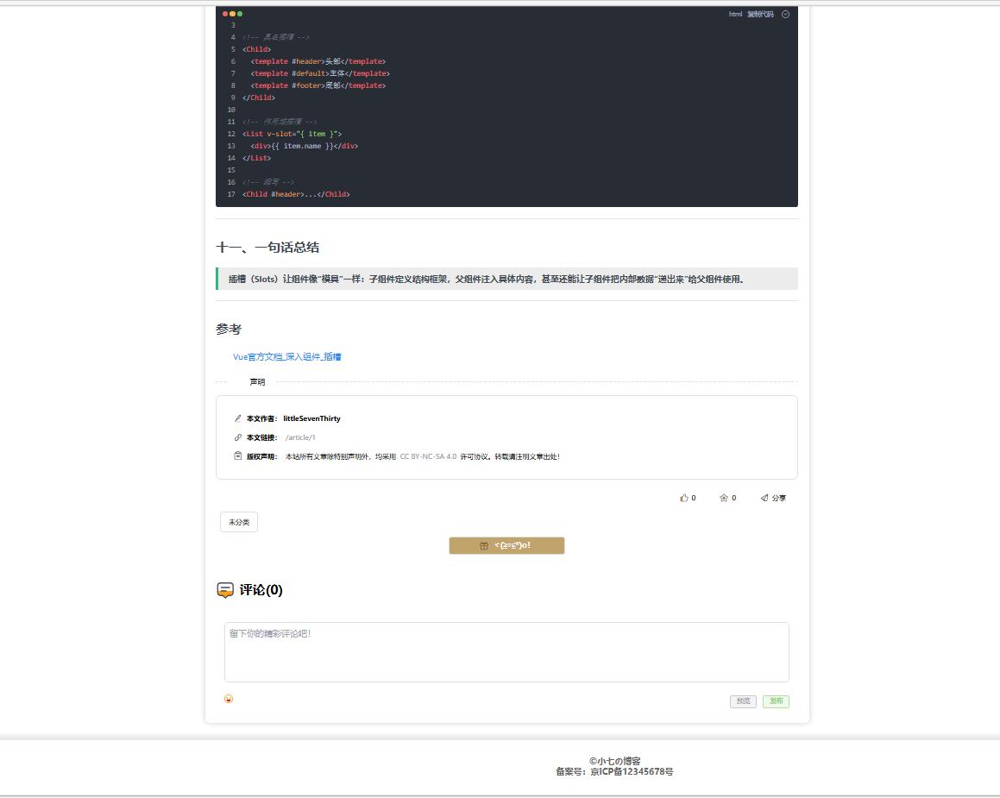 html 复制代码
3
4 <!-- 具名插槽 -->
5 <Child>
6 <template #header>头部</template>
7 <template #default>主体</template>
8 <template #footer>底部</template>
9 </Child>
10
11 <!-- 作用域插槽 -->
12 <List v-slot="{ item }">
13 <div>{{ item.name }}</div>
14 </List>
15
16 <!-- 缩写 -->
17 <Child #header>...</Child>
十一、一句话总结
插槽（Slots）让组件像“模具”一样：子组件定义结构框架，父组件注入具体内容，甚至还能让子组件把内部数据“递出来”给父组件使用。
参考
Vue官方文档_深入组件_插槽
声明
本文作者： littleSevenThirty
本文链接： /article/1
版权声明： 本站所有文章除特别声明外，均采用 CC BY-NC-SA 4.0 许可协议。转载请注明文章出处！
0 0 分享
未分类
ヾ(≥▽≤*)o!
评论(0)
留下你的精彩评论吧！
预览 发布
©小七の博客
备案号：京ICP备12345678号